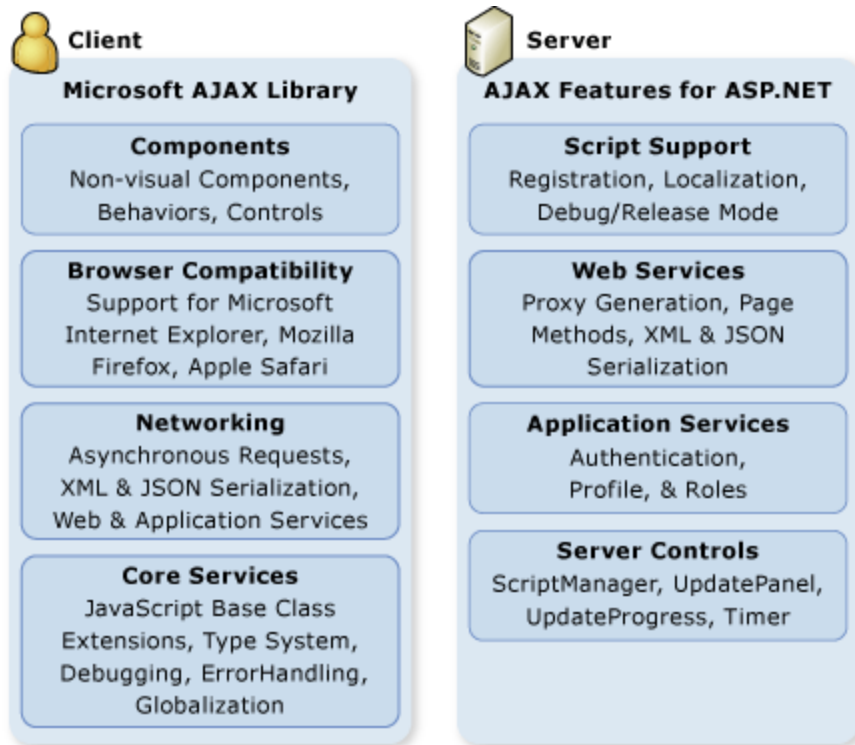 Client
Microsoft AJAX Library
Components
Non-visual Components,
Behaviors, Controls
Browser Compatibility
Support for Microsoft
Internet Explorer, Mozilla
Firefox, Apple Safari
Networking
Asynchronous Requests,
XML & JSON Serialization,
Web & Application Services
Core Services
JavaScript Base Class
Extensions, Type System,
Debugging, ErrorHandling,
Globalization
Server
AJAX Features for ASP.NET
Script Support
Registration, Localization,
Debug/Release Mode
Web Services
Proxy Generation, Page
Methods, XML & JSON
Serialization
Application Services
Authentication,
Profile, & Roles
Server Controls
ScriptManager, UpdatePanel,
UpdateProgress, Timer